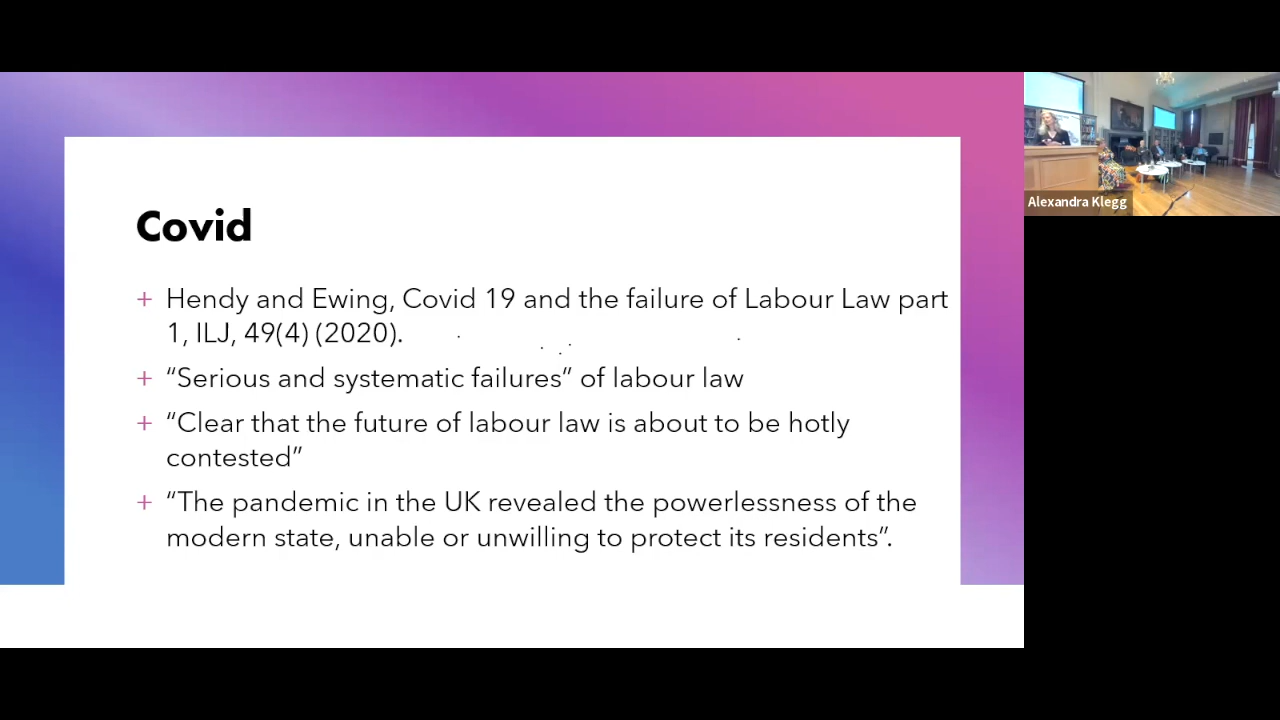 Covid
+ Hendy and Ewing, Covid 19 and the failure of Labour Law part
1, ILJ, 49(4) (2020).
+ “Serious and systematic failures” of labour law
+ “Clear that the future of labour law is about to be hotly
contested”
+ “The pandemic in the UK revealed the powerlessness of the
modern state, unable or unwilling to protect its residents”.
Alexandra Klegg